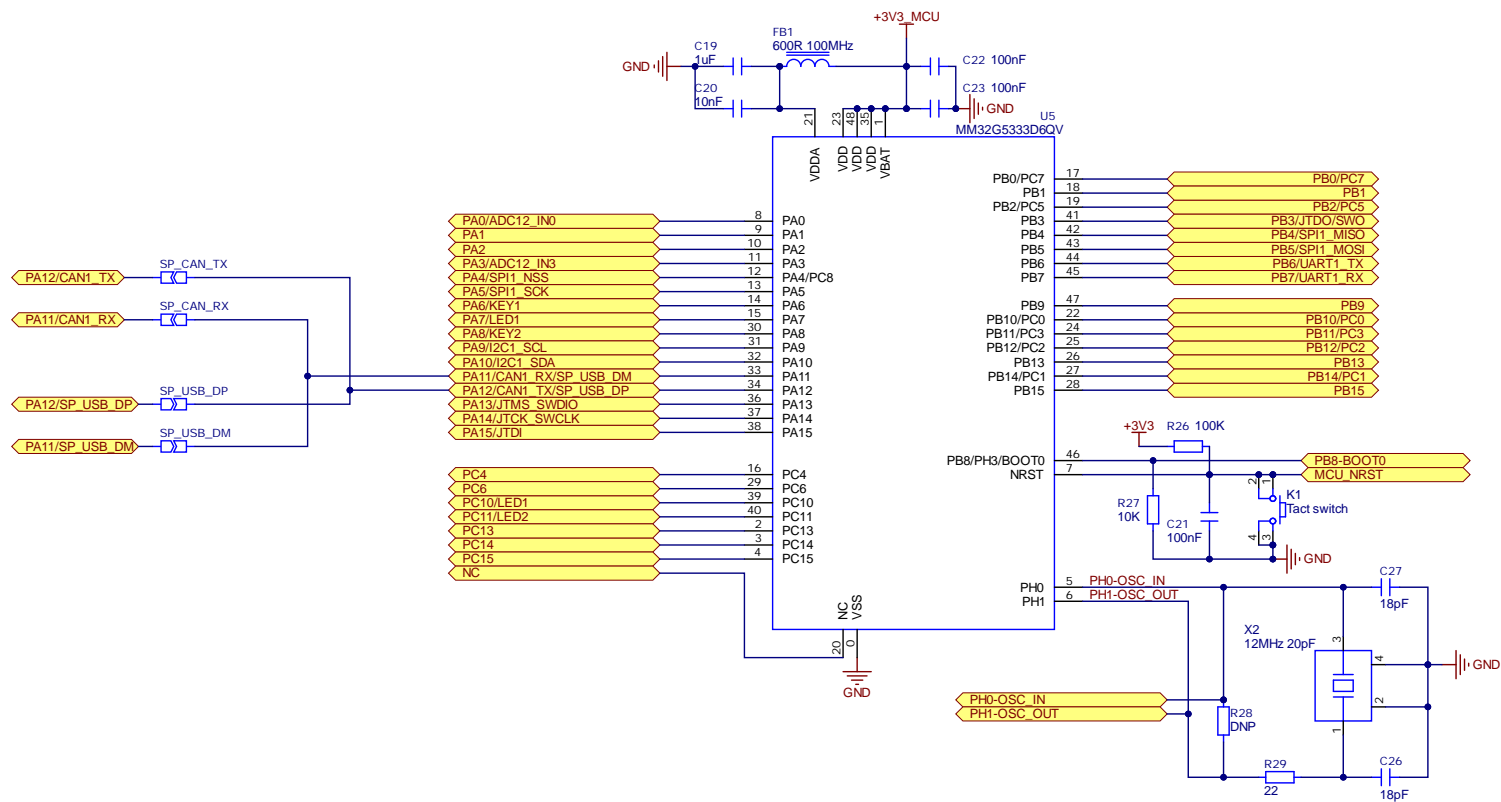 +3V3_MCU
FB1
600R 100MHz
C19
1uF
C22 100nF
GND
C20
10nF
C23 100nF
GND
U5
MM32G5333D6QV
21
23
48
35
1
VDDA
VDD
VDD
VDD
VBAT
PA12/CAN1_TX
SP_CAN_TX
PA11/CAN1_RX
SP_CAN_RX
PA12/SP_USB_DP
SP_USB_DP
PA11/SP_USB_DM
SP_USB_DM
PA0/ADC12_IN0 8 PA0
PA1 9 PA1
PA2 10 PA2
PA3/ADC12_IN3 11 PA3
PA4/SPI1_NSS 12 PA4/PC8
PA5/SPI1_SCK 13 PA5
PA6/KEY1 14 PA6
PA7/LED1 15 PA7
PA8/KEY2 30 PA8
PA9/I2C1_SCL 31 PA9
PA10/I2C1_SDA 32 PA10
PA11/CAN1_RX/SP_USB_DM 33 PA11
PA12/CAN1_TX/SP_USB_DP 34 PA12
PA13/JTMS_SWDIO 36 PA13
PA14/JTCK_SWCLK 37 PA14
PA15/JTDI 38 PA15
PC4 16 PC4
PC6 29 PC6
PC10/LED1 39 PC10
PC11/LED2 40 PC11
PC13 2 PC13
PC14 3 PC14
PC15 4 PC15
NC
NC
VSS
20
0
GND
PB0/PC7 17 PB0/PC7
PB1 18 PB1
PB2/PC5 19 PB2/PC5
PB3 41 PB3/JTDO/SWO
PB4 42 PB4/SPI1_MISO
PB5 43 PB5/SPI1_MOSI
PB6 44 PB6/UART1_TX
PB7 45 PB7/UART1_RX
PB9 47 PB9
PB10/PC0 22 PB10/PC0
PB11/PC3 24 PB11/PC3
PB12/PC2 25 PB12/PC2
PB13 26 PB13
PB14/PC1 27 PB14/PC1
PB15 28 PB15
+3V3
R26 100K
PB8/PH3/BOOT0 46 PB8-BOOT0
NRST 7 MCU_NRST
R27
10K
C21
100nF
2
1
4
3
K1
Tact switch
GND
PH0 5 PH0-OSC_IN
PH1 6 PH1-OSC_OUT
C27
18pF
X2
12MHz 20pF
3
4
2
1
GND
PH0-OSC_IN
PH1-OSC_OUT
R28
DNP
R29
22
C26
18pF